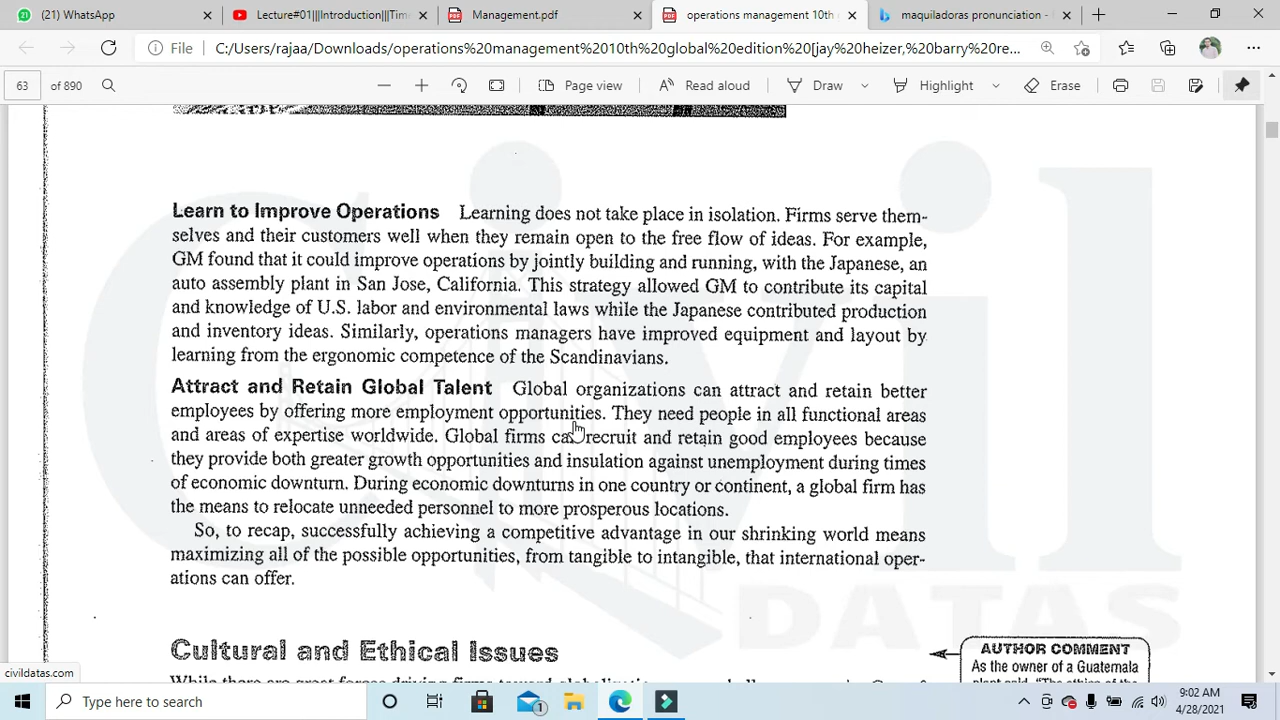 (21) WhatsApp
Lecture#01|||Introduction|||Time
Management.pdf
operations management 10th
maquiladoras pronunciation -
File
C:/Users/rajaa/Downloads/operations%20management%2010th%20global%20edition%20[jay%20heizer,%20barry%20re...
63 of 890
Page view
Read aloud
Draw
Highlight
Erase
Learn to Improve Operations Learning does not take place in isolation. Firms serve them-
selves and their customers well when they remain open to the free flow of ideas. For example,
GM found that it could improve operations by jointly building and running, with the Japanese, an
auto assembly plant in San Jose, California. This strategy allowed GM to contribute its capital
and knowledge of U.S. labor and environmental laws while the Japanese contributed production
and inventory ideas. Similarly, operations managers have improved equipment and layout by
learning from the ergonomic competence of the Scandinavians.
Attract and Retain Global Talent Global organizations can attract and retain better
employees by offering more employment opportunities. They need people in all functional areas
and areas of expertise worldwide. Global firms can recruit and retain good employees because
they provide both greater growth opportunities and insulation against unemployment during times
of economic downturn. During economic downturns in one country or continent, a global firm has
the means to relocate unneeded personnel to more prosperous locations.
So, to recap, successfully achieving a competitive advantage in our shrinking world means
maximizing all of the possible opportunities, from tangible to intangible, that international oper-
ations can offer.
Civil
DATAS
Cultural and Ethical Issues
AUTHOR COMMENT
As the owner of a Guatemala
While there are great forces driving firms toward
civildatas.com
Type here to search
1
9:02 AM
4/28/2021